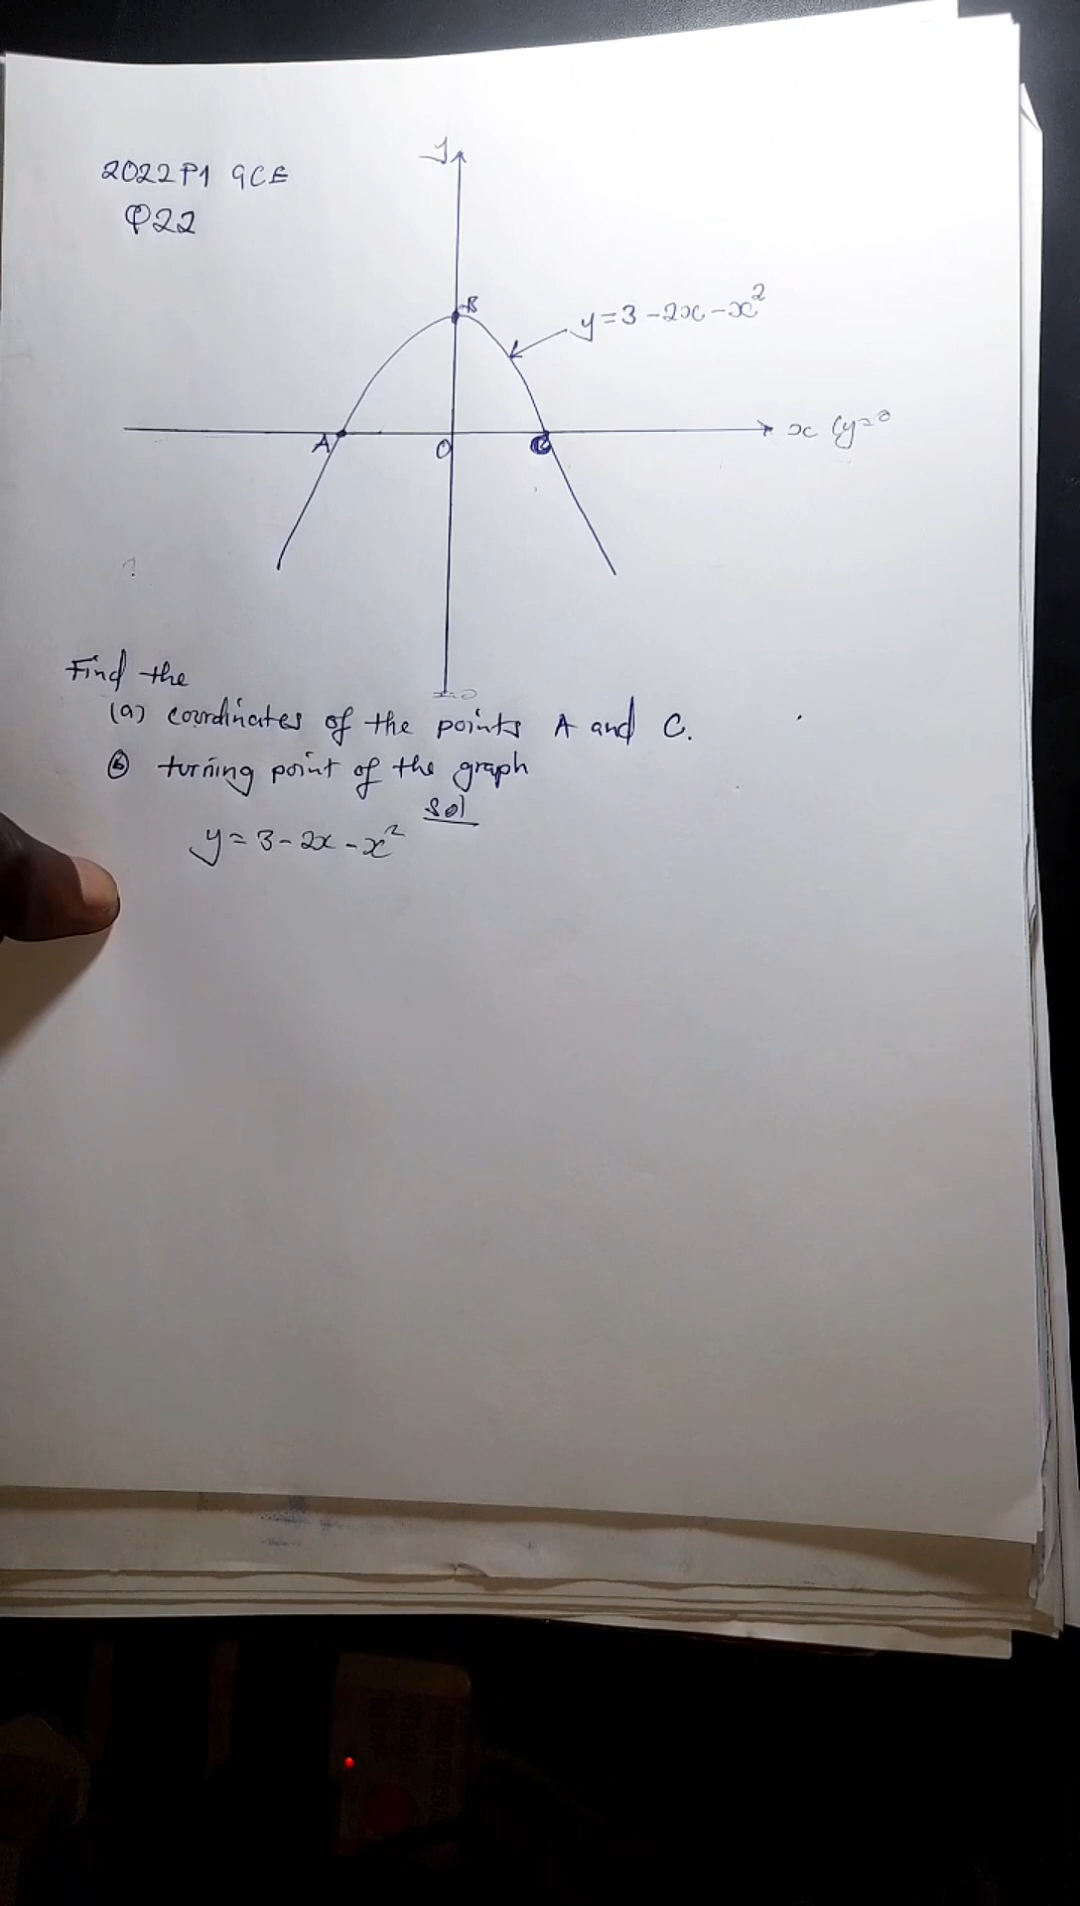 2022 P1 GCE
Q22
y
B
y = 3 - 2x - x²
A
O
C
x (y=0
Find the
(a) coordinates of the points A and C.
(b) turning point of the graph
Sol
y = 3 - 2x - x²